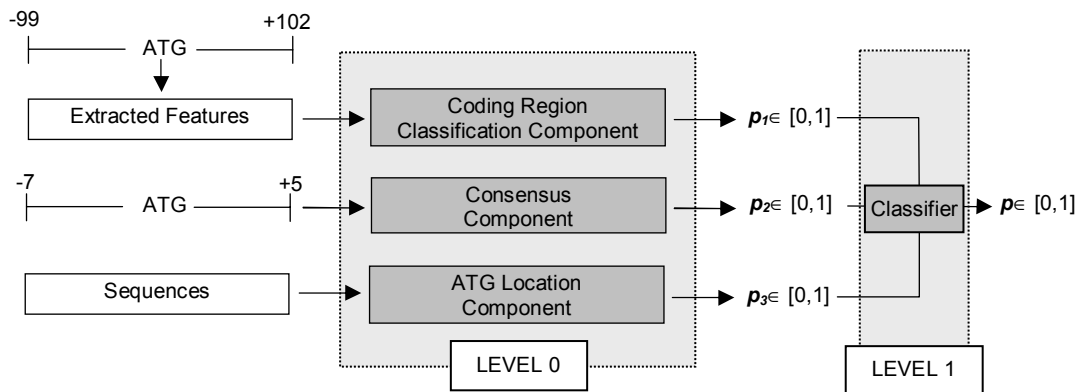 -99 +102
ATG
Extracted Features
Coding Region
Classification Component
p₁∈ [0,1]
-7 +5
ATG
Consensus
Component
p₂∈ [0,1]
Classifier
p∈ [0,1]
Sequences
ATG Location
Component
p₃∈ [0,1]
LEVEL 0
LEVEL 1